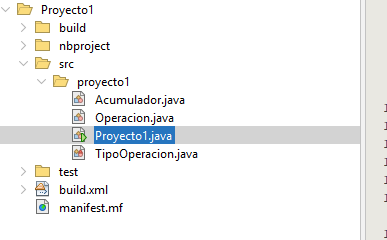 Proyecto1
build
nbproject
src
proyecto1
Acumulador.java
Operacion.java
Proyecto1.java
TipoOperacion.java
test
build.xml
manifest.mf